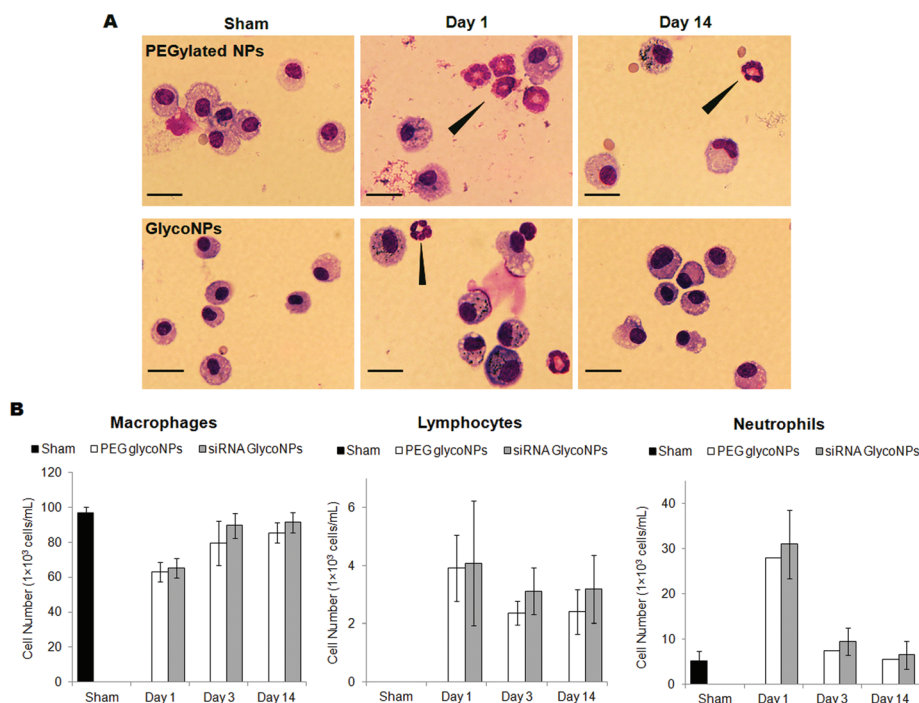 A
Sham
Day 1
Day 14
PEGylated NPs
GlycoNPs
B
Macrophages
Sham PEG glycoNPs siRNA GlycoNPs
Cell Number (1×10³ cells/mL)
120
100
80
60
40
20
0
Sham Day 1 Day 3 Day 14
Lymphocytes
Sham PEG glycoNPs siRNA GlycoNPs
Cell Number (1×10³ cells/mL)
6
4
2
0
Sham Day 1 Day 3 Day 14
Neutrophils
Sham PEG glycoNPs siRNA GlycoNPs
Cell Number (1×10³ cells/mL)
40
30
20
10
0
Sham Day 1 Day 3 Day 14